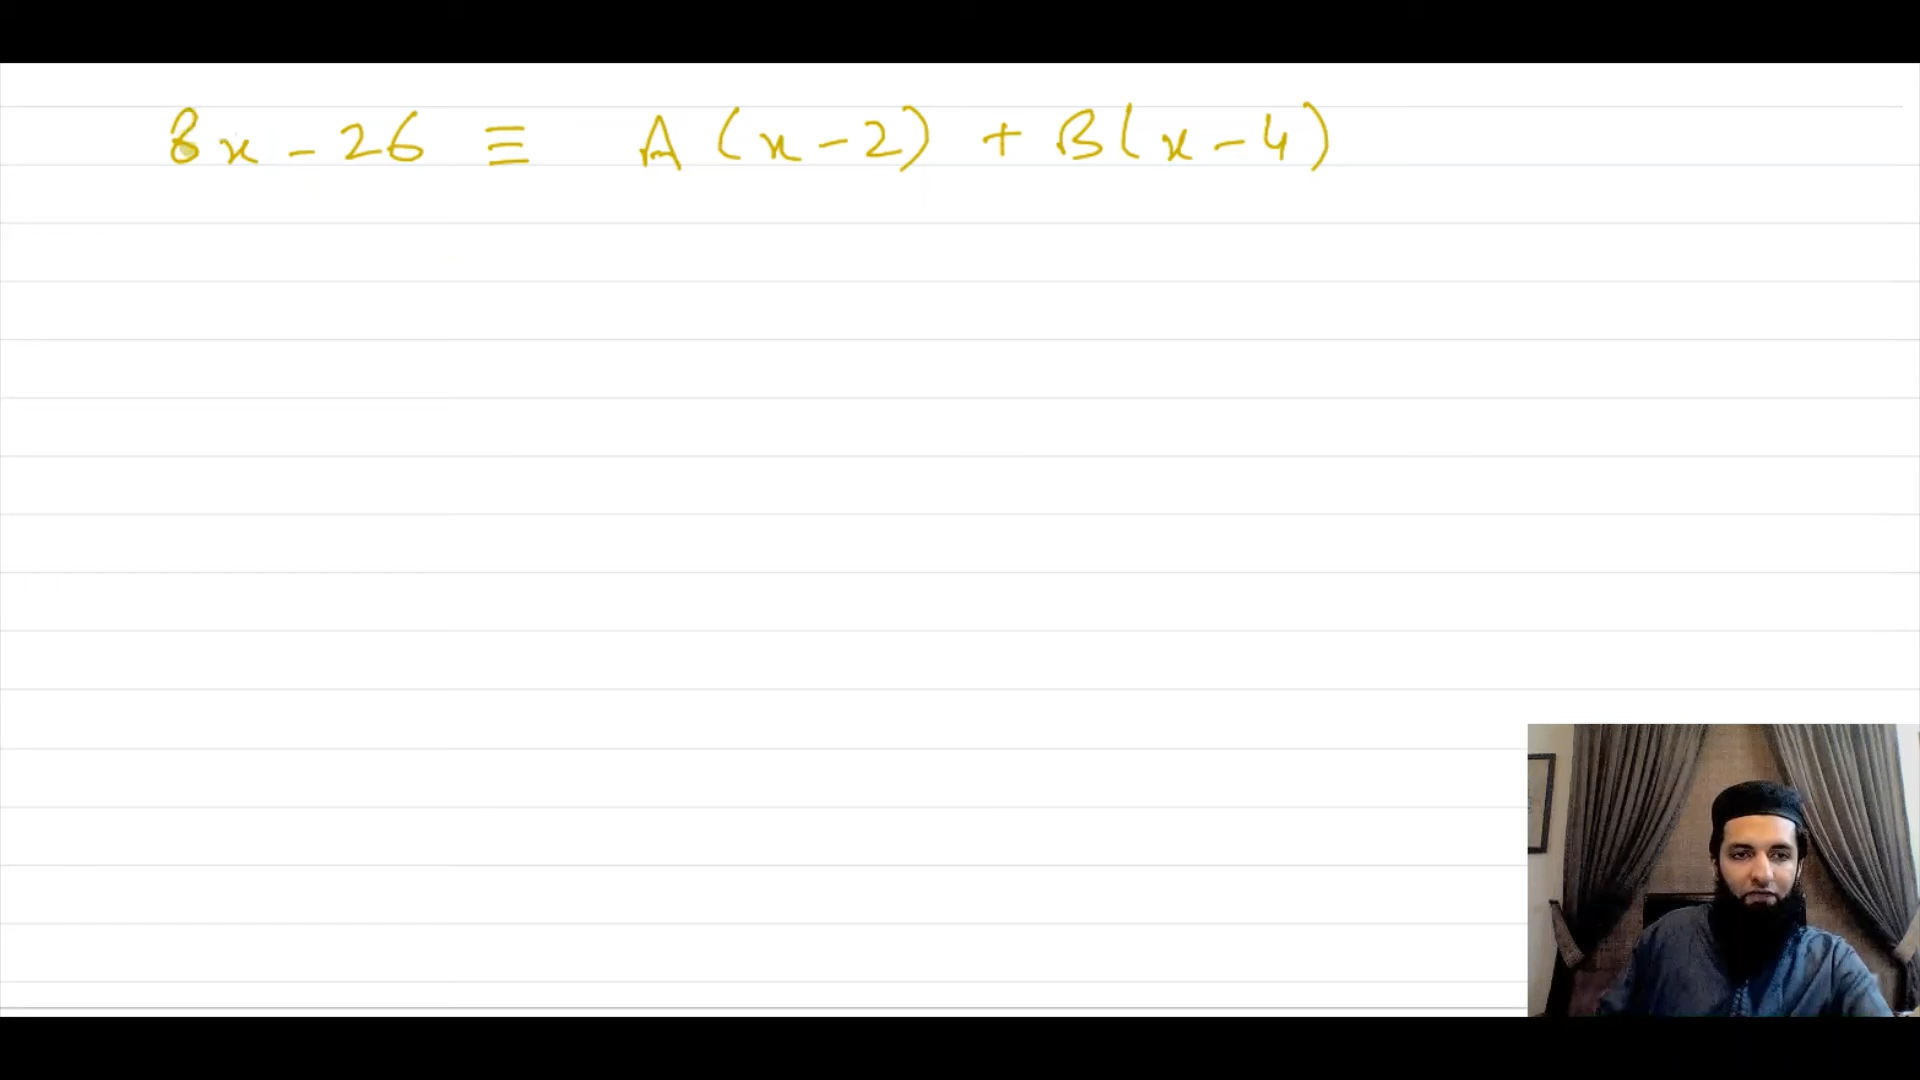 8x - 26 ≡ A (x - 2) + B(x - 4)